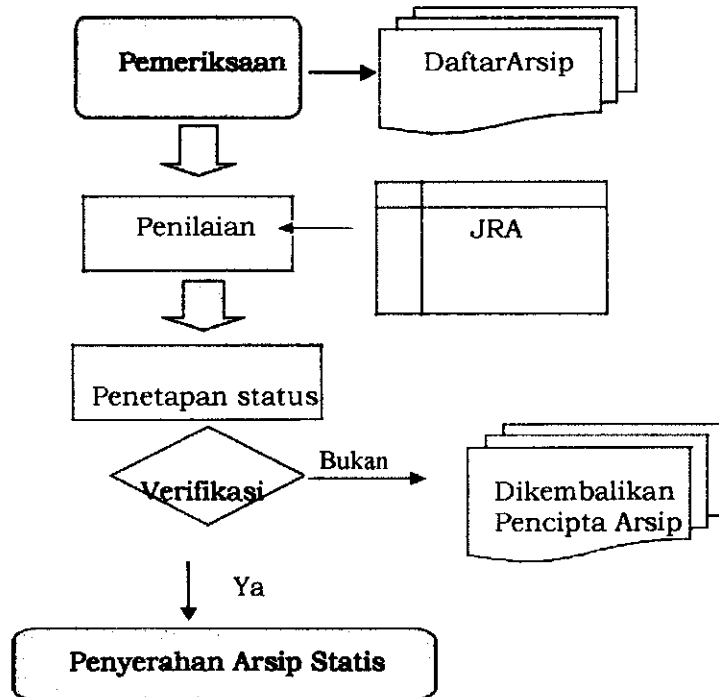 Pemeriksaan
DaftarArsip
Penilaian
JRA
Penetapan status
Verifikasi
Bukan
Dikembalikan
Pencipta Arsip
Ya
Penyerahan Arsip Statis